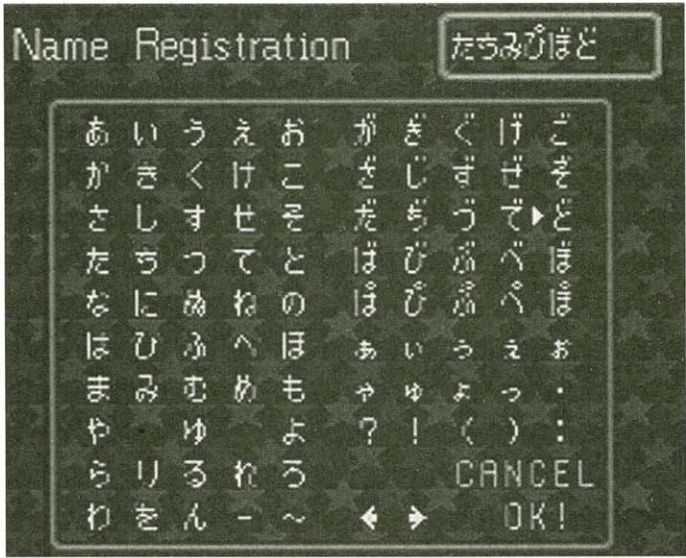 Name Registration たちみぴぼど
あ い う え お が ぎ ぐ げ ご
か き く け こ ざ じ ず ぜ ぞ
さ し す せ そ だ ぢ づ で ▶ ど
た ち つ て と ば び ぶ べ ぼ
な に ぬ ね の ぱ ぴ ぷ ぺ ぽ
は ひ ふ へ ほ ぁ ぃ ぅ ぇ ぉ
ま み む め も ゃ ゅ ょ っ ・
や ゆ よ ? ! ( ) :
ら り る れ ろ CANCEL
わ を ん ー ~ ← → OK!